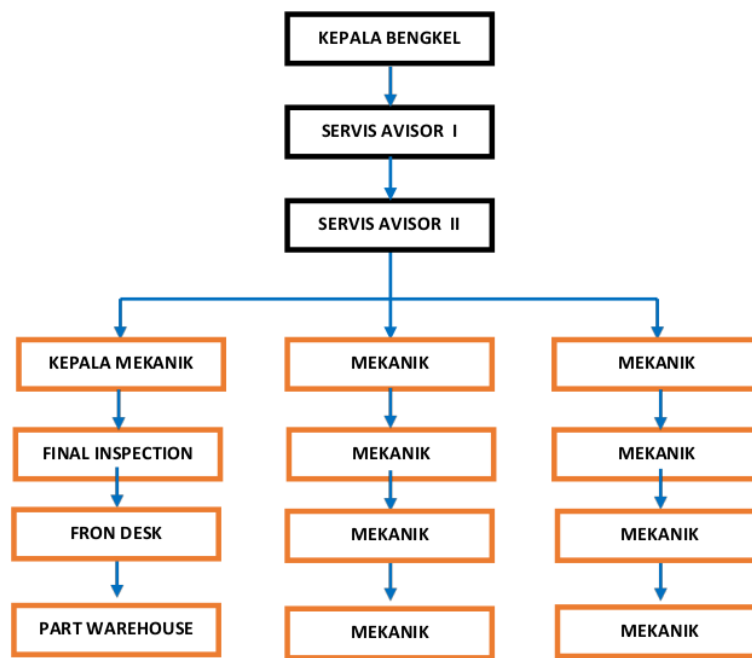 KEPALA BENGKEL
SERVIS AVISOR I
SERVIS AVISOR II
KEPALA MEKANIK
MEKANIK
MEKANIK
FINAL INSPECTION
MEKANIK
MEKANIK
FRON DESK
MEKANIK
MEKANIK
PART WAREHOUSE
MEKANIK
MEKANIK